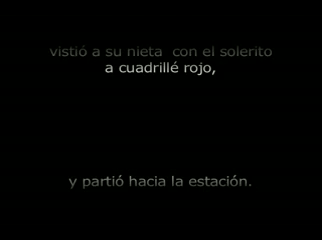 vistió a su nieta con el solerito
a cuadrillé rojo,
y partió hacia la estación.